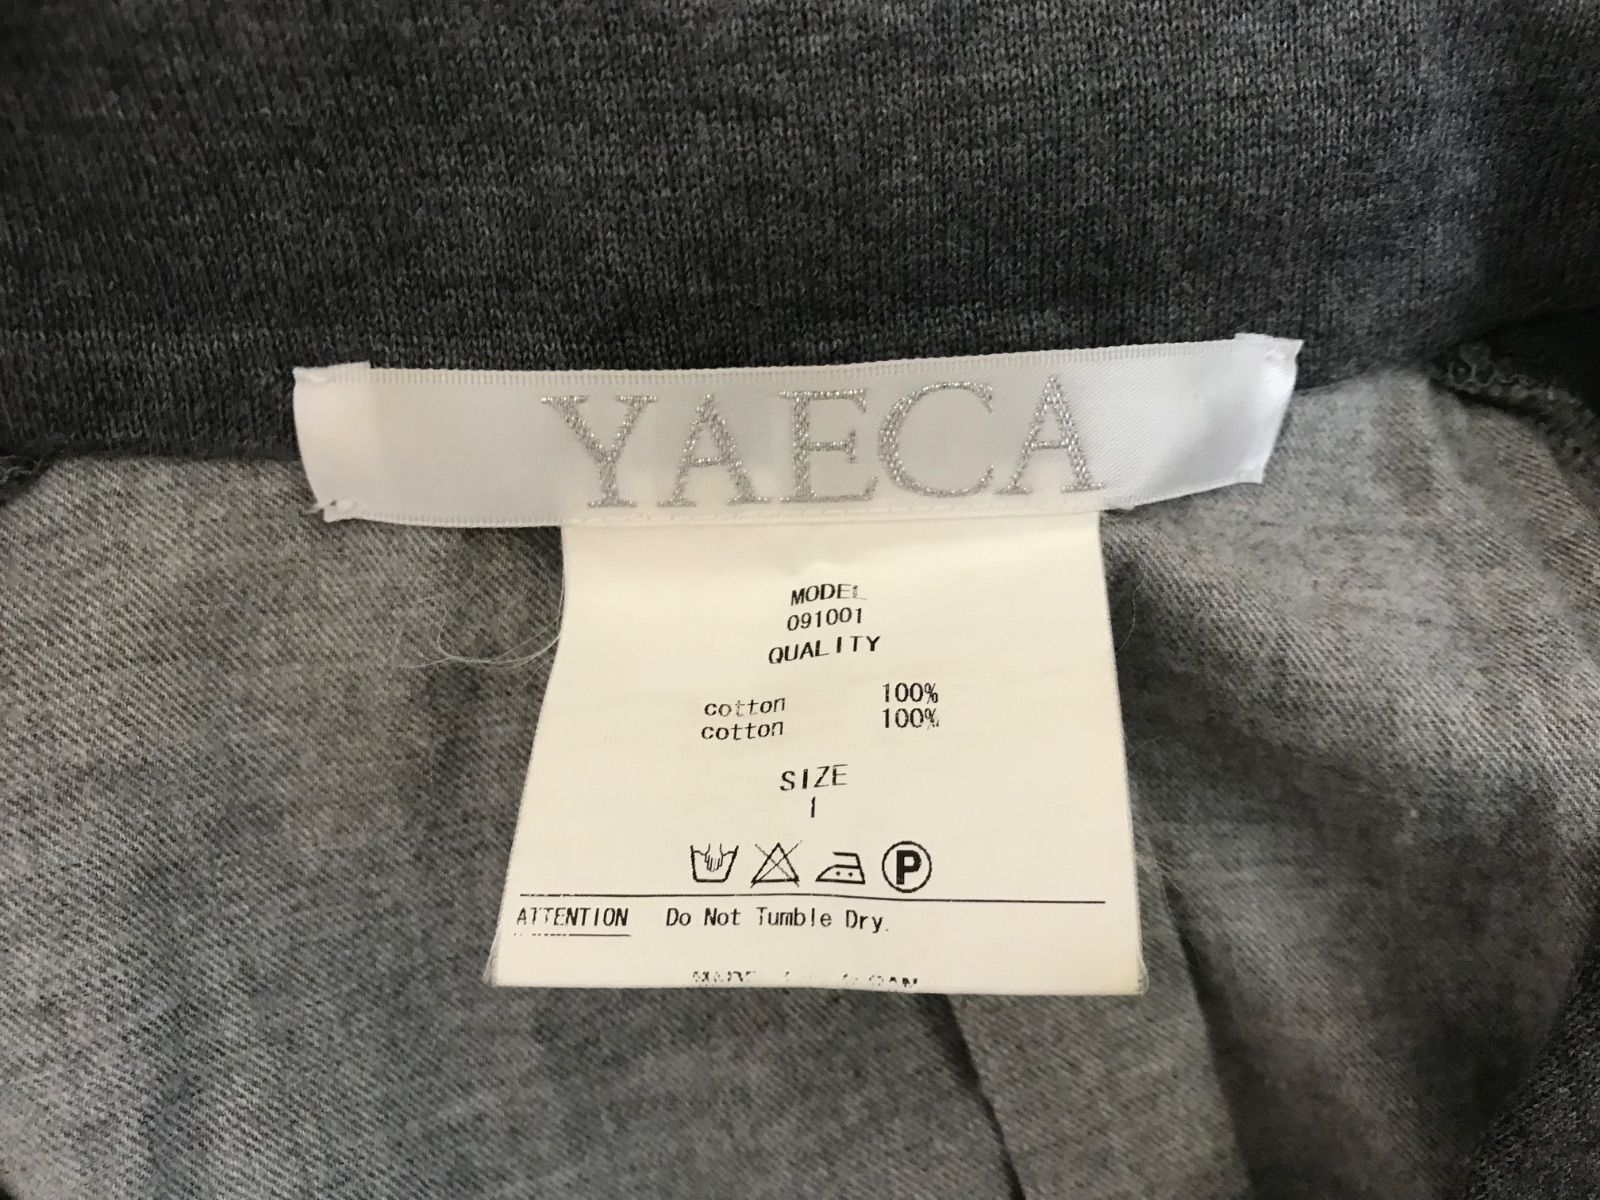 YAECA
MODEL
091001
QUALITY
cotton 100%
cotton 100%
SIZE
1
P
ATTENTION Do Not Tumble Dry.